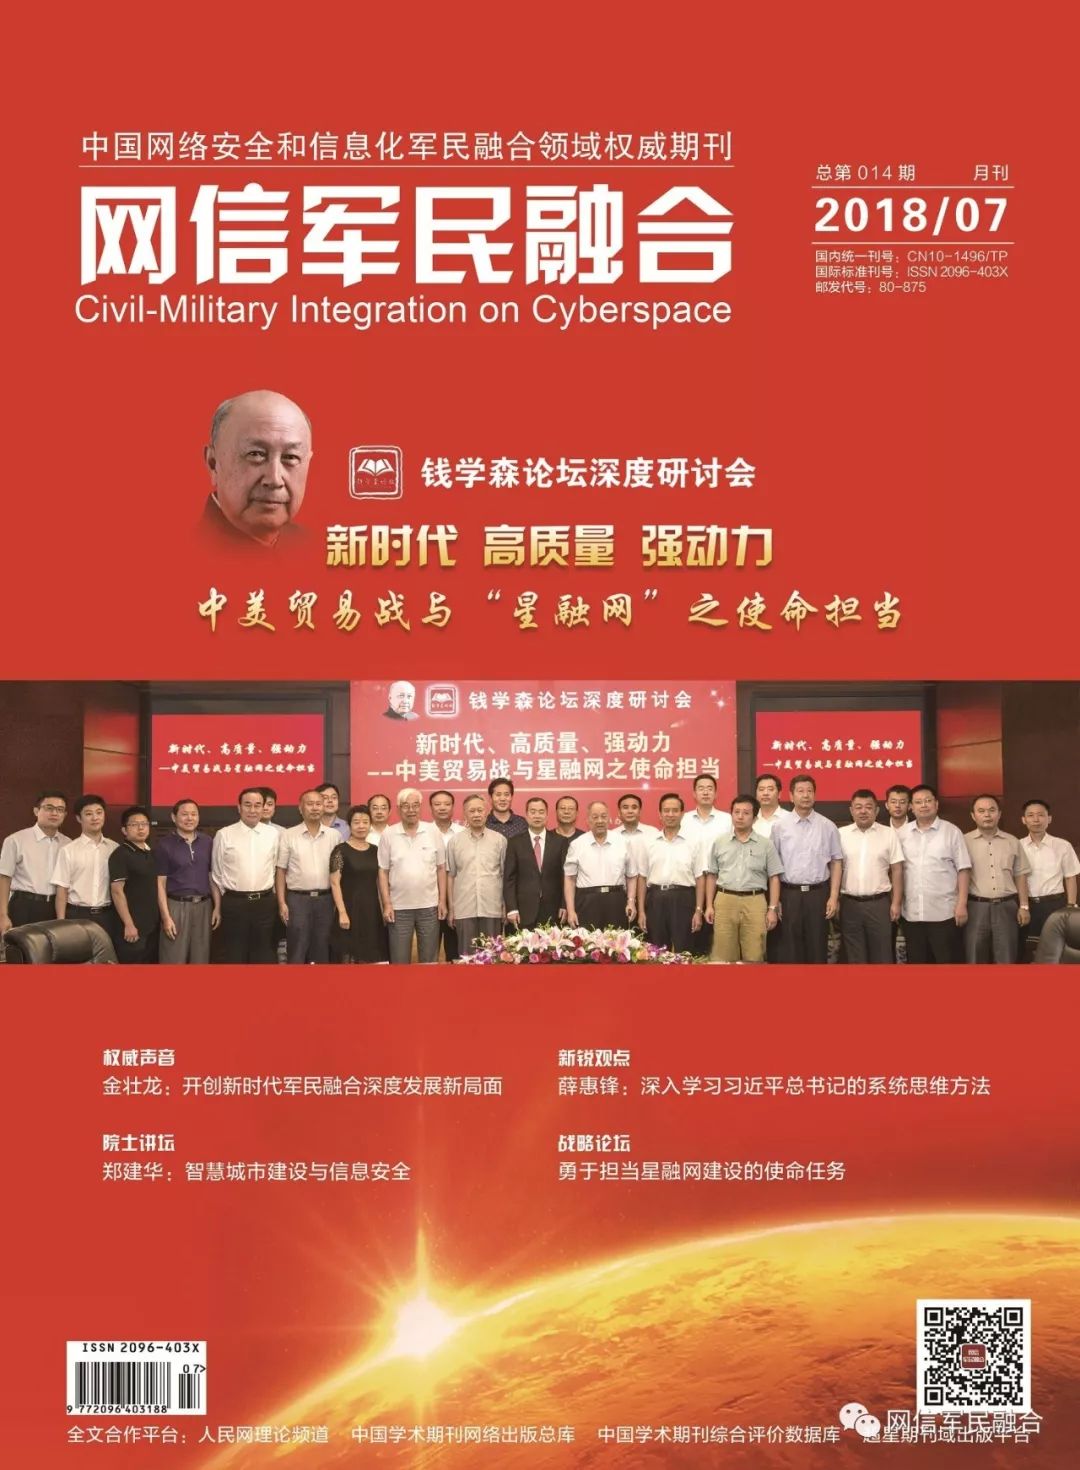 中国网络安全和信息化军民融合领域权威期刊
网信军民融合
Civil-Military Integration on Cyberspace
总第 014 期 月刊
2018/07
国内统一刊号：CN10-1496/TP
国际标准刊号：ISSN 2096-403X
邮发代号：80-875
钱学森论坛深度研讨会
新时代 高质量 强动力
中美贸易战与“星融网”之使命担当
钱学森论坛深度研讨会
新时代、高质量、强动力
--中美贸易战与星融网之使命担当
新时代、高质量、强动力
—中美贸易战与星融网之使命担当
新时代、高质量、强动力
—中美贸易战与星融网之使命担当
权威声音
金壮龙：开创新时代军民融合深度发展新局面
院士讲坛
郑建华：智慧城市建设与信息安全
新锐观点
薛惠锋：深入学习习近平总书记的系统思维方法
战略论坛
勇于担当星融网建设的使命任务
ISSN 2096-403X
07>
9 772096 403188
网信军民融合
全文合作平台：人民网理论频道 中国学术期刊网络出版总库 中国学术期刊综合评价数据库 超星期刊域出版平台